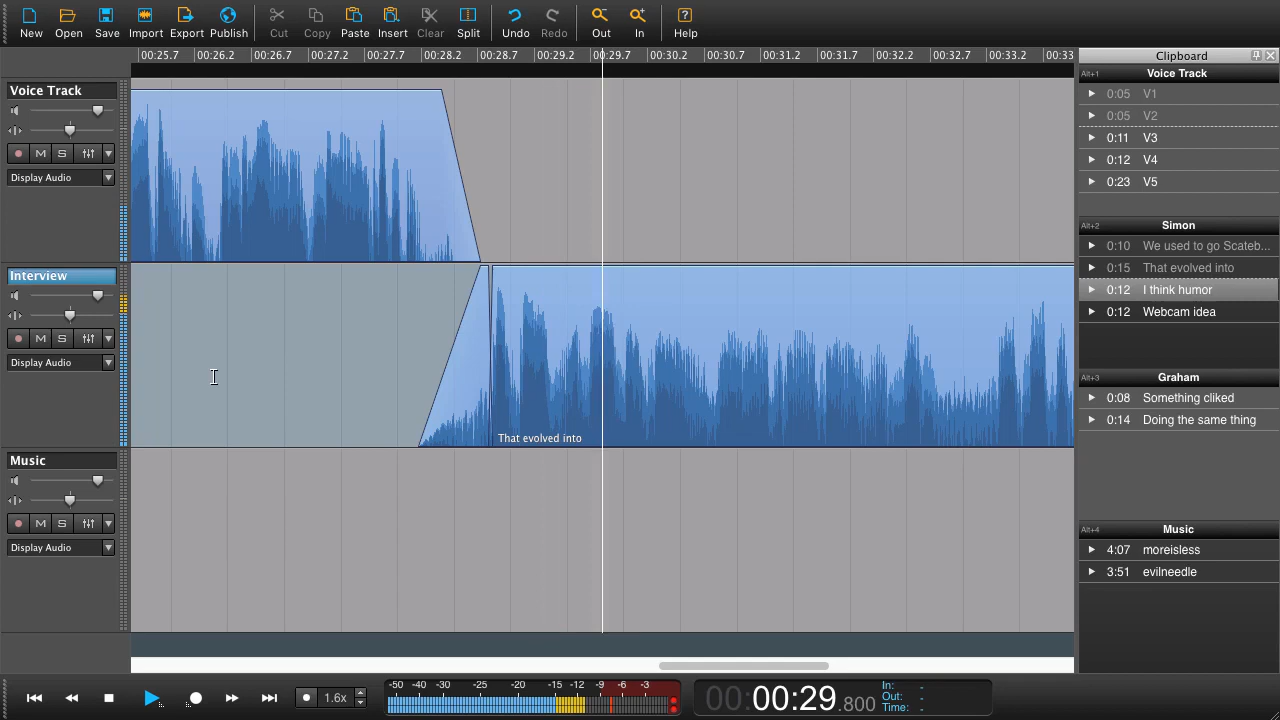 New Open Save Import Export Publish Cut Copy Paste Insert Clear Split Undo Redo Out In Help
00:25.7 00:26.2 00:26.7 00:27.2 00:27.7 00:28.2 00:28.7 00:29.2 00:29.7 00:30.2 00:30.7 00:31.2 00:31.7 00:32.2 00:32.7 00:33.2 00:33
Voice Track
M S
Display Audio
Interview
M S
Display Audio
That evolved into
Music
M S
Display Audio
Clipboard
Alt+1 Voice Track
0:05 V1
0:05 V2
0:11 V3
0:12 V4
0:23 V5
Alt+2 Simon
0:10 We used to go Scateb...
0:15 That evolved into
0:12 I think humor
0:12 Webcam idea
Alt+3 Graham
0:08 Something cliked
0:14 Doing the same thing
Alt+4 Music
4:07 moreisless
3:51 evilneedle
1.6x
-50 -40 -30 -25 -20 -15 -12 -9 -6 -3
00:00:29.800
In: -
Out: -
Time: -